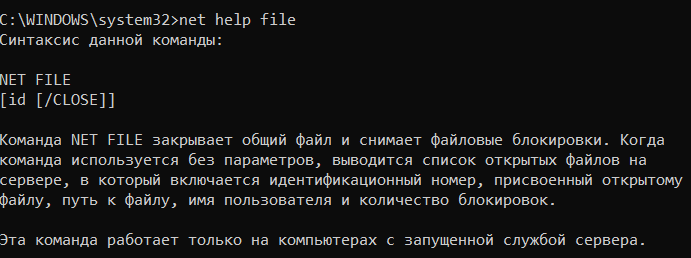 C:\WINDOWS\system32>net help file
Синтаксис данной команды:
NET FILE
[id [/CLOSE]]
Команда NET FILE закрывает общий файл и снимает файловые блокировки. Когда
команда используется без параметров, выводится список открытых файлов на
сервере, в который включается идентификационный номер, присвоенный открытому
файлу, путь к файлу, имя пользователя и количество блокировок.
Эта команда работает только на компьютерах с запущенной службой сервера.